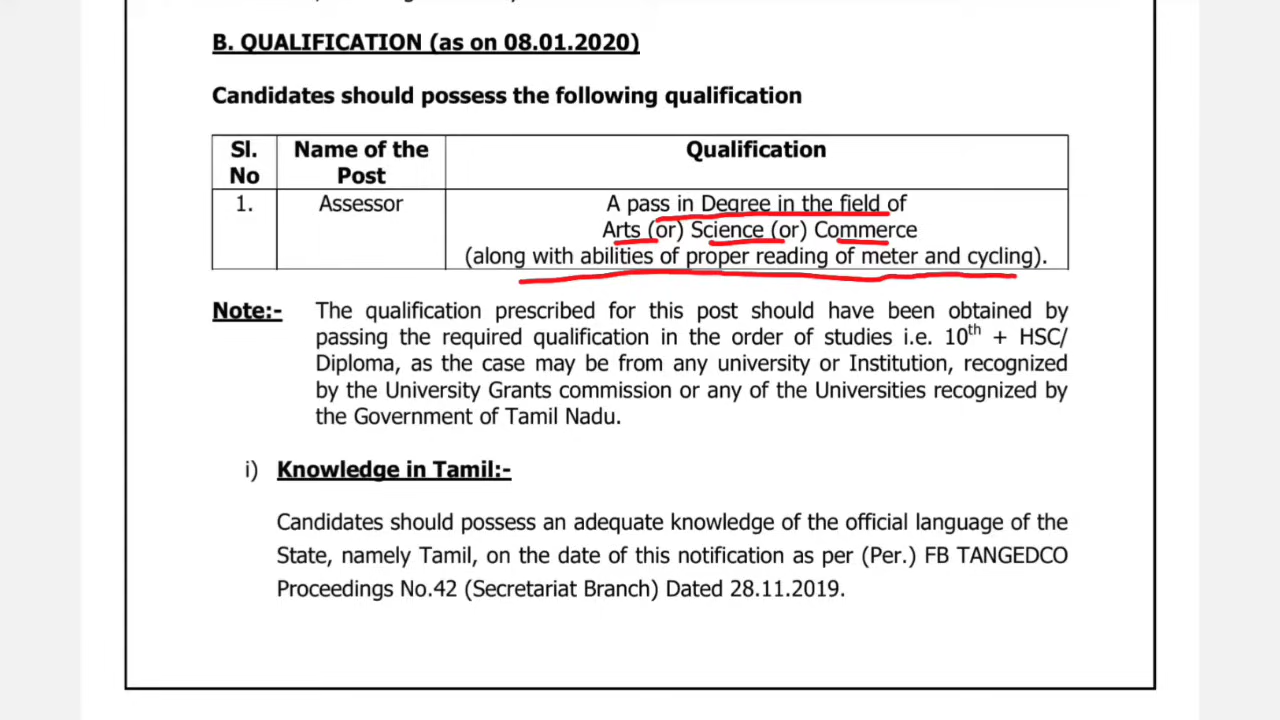 B. QUALIFICATION (as on 08.01.2020)
Candidates should possess the following qualification
Sl. No
Name of the Post
Qualification
1.
Assessor
A pass in Degree in the field of
Arts (or) Science (or) Commerce
(along with abilities of proper reading of meter and cycling).
Note:- The qualification prescribed for this post should have been obtained by
passing the required qualification in the order of studies i.e. 10th + HSC/
Diploma, as the case may be from any university or Institution, recognized
by the University Grants commission or any of the Universities recognized by
the Government of Tamil Nadu.
i) Knowledge in Tamil:-
Candidates should possess an adequate knowledge of the official language of the
State, namely Tamil, on the date of this notification as per (Per.) FB TANGEDCO
Proceedings No.42 (Secretariat Branch) Dated 28.11.2019.